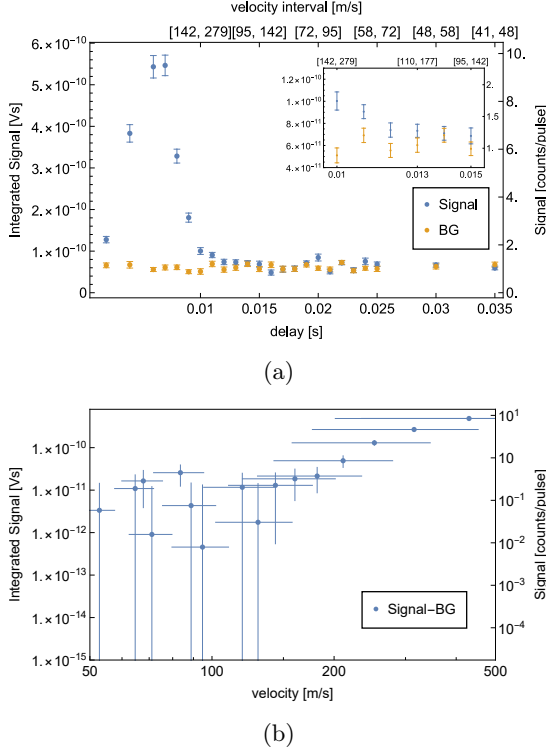 velocity interval [m/s]
[142, 279][95, 142] [72, 95] [58, 72] [48, 58] [41, 48]
6.×10⁻¹⁰
5.×10⁻¹⁰
4.×10⁻¹⁰
3.×10⁻¹⁰
2.×10⁻¹⁰
1.×10⁻¹⁰
0
Integrated Signal [Vs]
[142, 279] [110, 177] [95, 142]
1.2×10⁻¹⁰
1.×10⁻¹⁰
8.×10⁻¹¹
6.×10⁻¹¹
4.×10⁻¹¹
2.
1.5
1.
0.01 0.013 0.015
Signal
BG
10.
8.
6.
4.
2.
0.
Signal [counts/pulse]
0.01 0.015 0.02 0.025 0.03 0.035
delay [s]
(a)
1.×10⁻¹⁰
1.×10⁻¹¹
1.×10⁻¹²
1.×10⁻¹³
1.×10⁻¹⁴
1.×10⁻¹⁵
Integrated Signal [Vs]
Signal-BG
10¹
10⁰
10⁻¹
10⁻²
10⁻³
10⁻⁴
Signal [counts/pulse]
50 100 200 500
velocity [m/s]
(b)